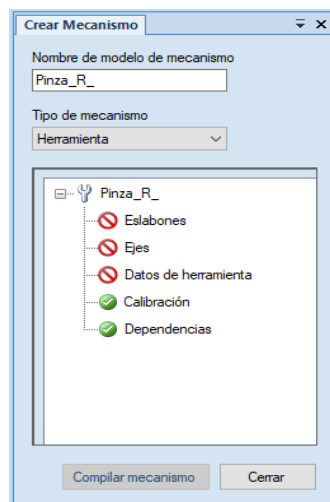 Crear Mecanismo
Nombre de modelo de mecanismo
Pinza_R_
Tipo de mecanismo
Herramienta
Pinza_R_
Eslabones
Ejes
Datos de herramienta
Calibración
Dependencias
Compilar mecanismo Cerrar